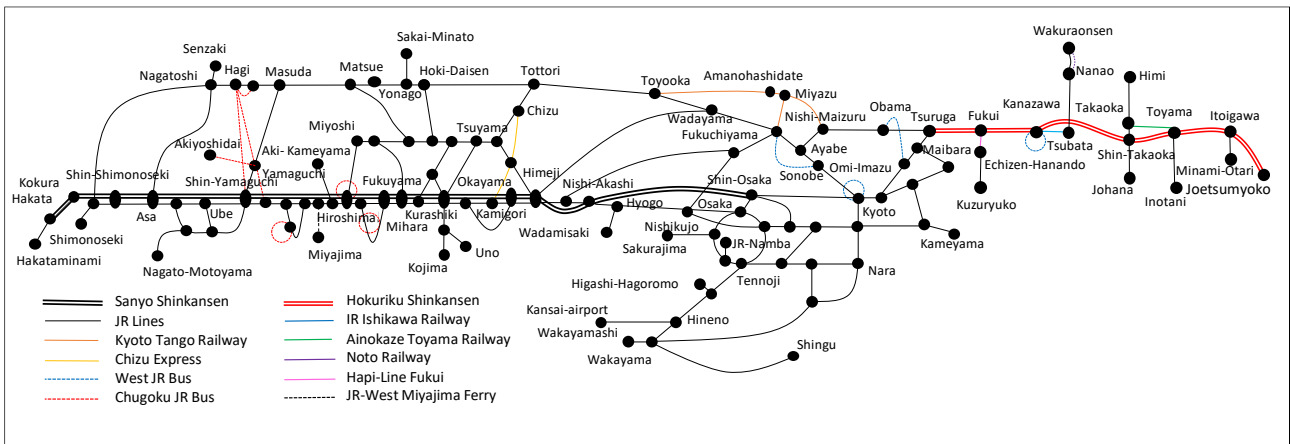 Sakai-Minato
Wakuraonsen
Senzaki
Hagi
Masuda
Matsue
Hoki-Daisen
Tottori
Amanohashidate
Nanao
Himi
Nagatoshi
Yonago
Toyooka
Miyazu
Obama
Kanazawa
Takaoka
Toyama
Chizu
Tsuruga
Fukui
Itoigawa
Miyoshi
Tsuyama
Wadayama
Nishi-Maizuru
Fukuchiyama
Tsubata
Akiyoshidai
Ayabe
Maibara
Echizen-Hanando
Shin-Takaoka
Aki- Kameyama
Yamaguchi
Omi-Imazu
Minami-Otari
Kokura
Shin-Shimonoseki
Himeji
Sonobe
Joetsumyoko
Hakata
Shin-Yamaguchi
Fukuyama
Okayama
Nishi-Akashi
Shin-Osaka
Kuzuryuko
Johana
Inotani
Asa
Ube
Hiroshima
Kurashiki
Kamigori
Hyogo
Osaka
Kyoto
Shimonoseki
Mihara
Wadamisaki
Nishikujo
Kameyama
Hakataminami
Miyajima
Uno
Sakurajima
JR-Namba
Nagato-Motoyama
Kojima
Tennoji
Nara
Higashi-Hagoromo
Kansai-airport
Hineno
Wakayamashi
Wakayama
Shingu
Sanyo Shinkansen
Hokuriku Shinkansen
JR Lines
IR Ishikawa Railway
Kyoto Tango Railway
Ainokaze Toyama Railway
Chizu Express
Noto Railway
West JR Bus
Hapi-Line Fukui
Chugoku JR Bus
JR-West Miyajima Ferry